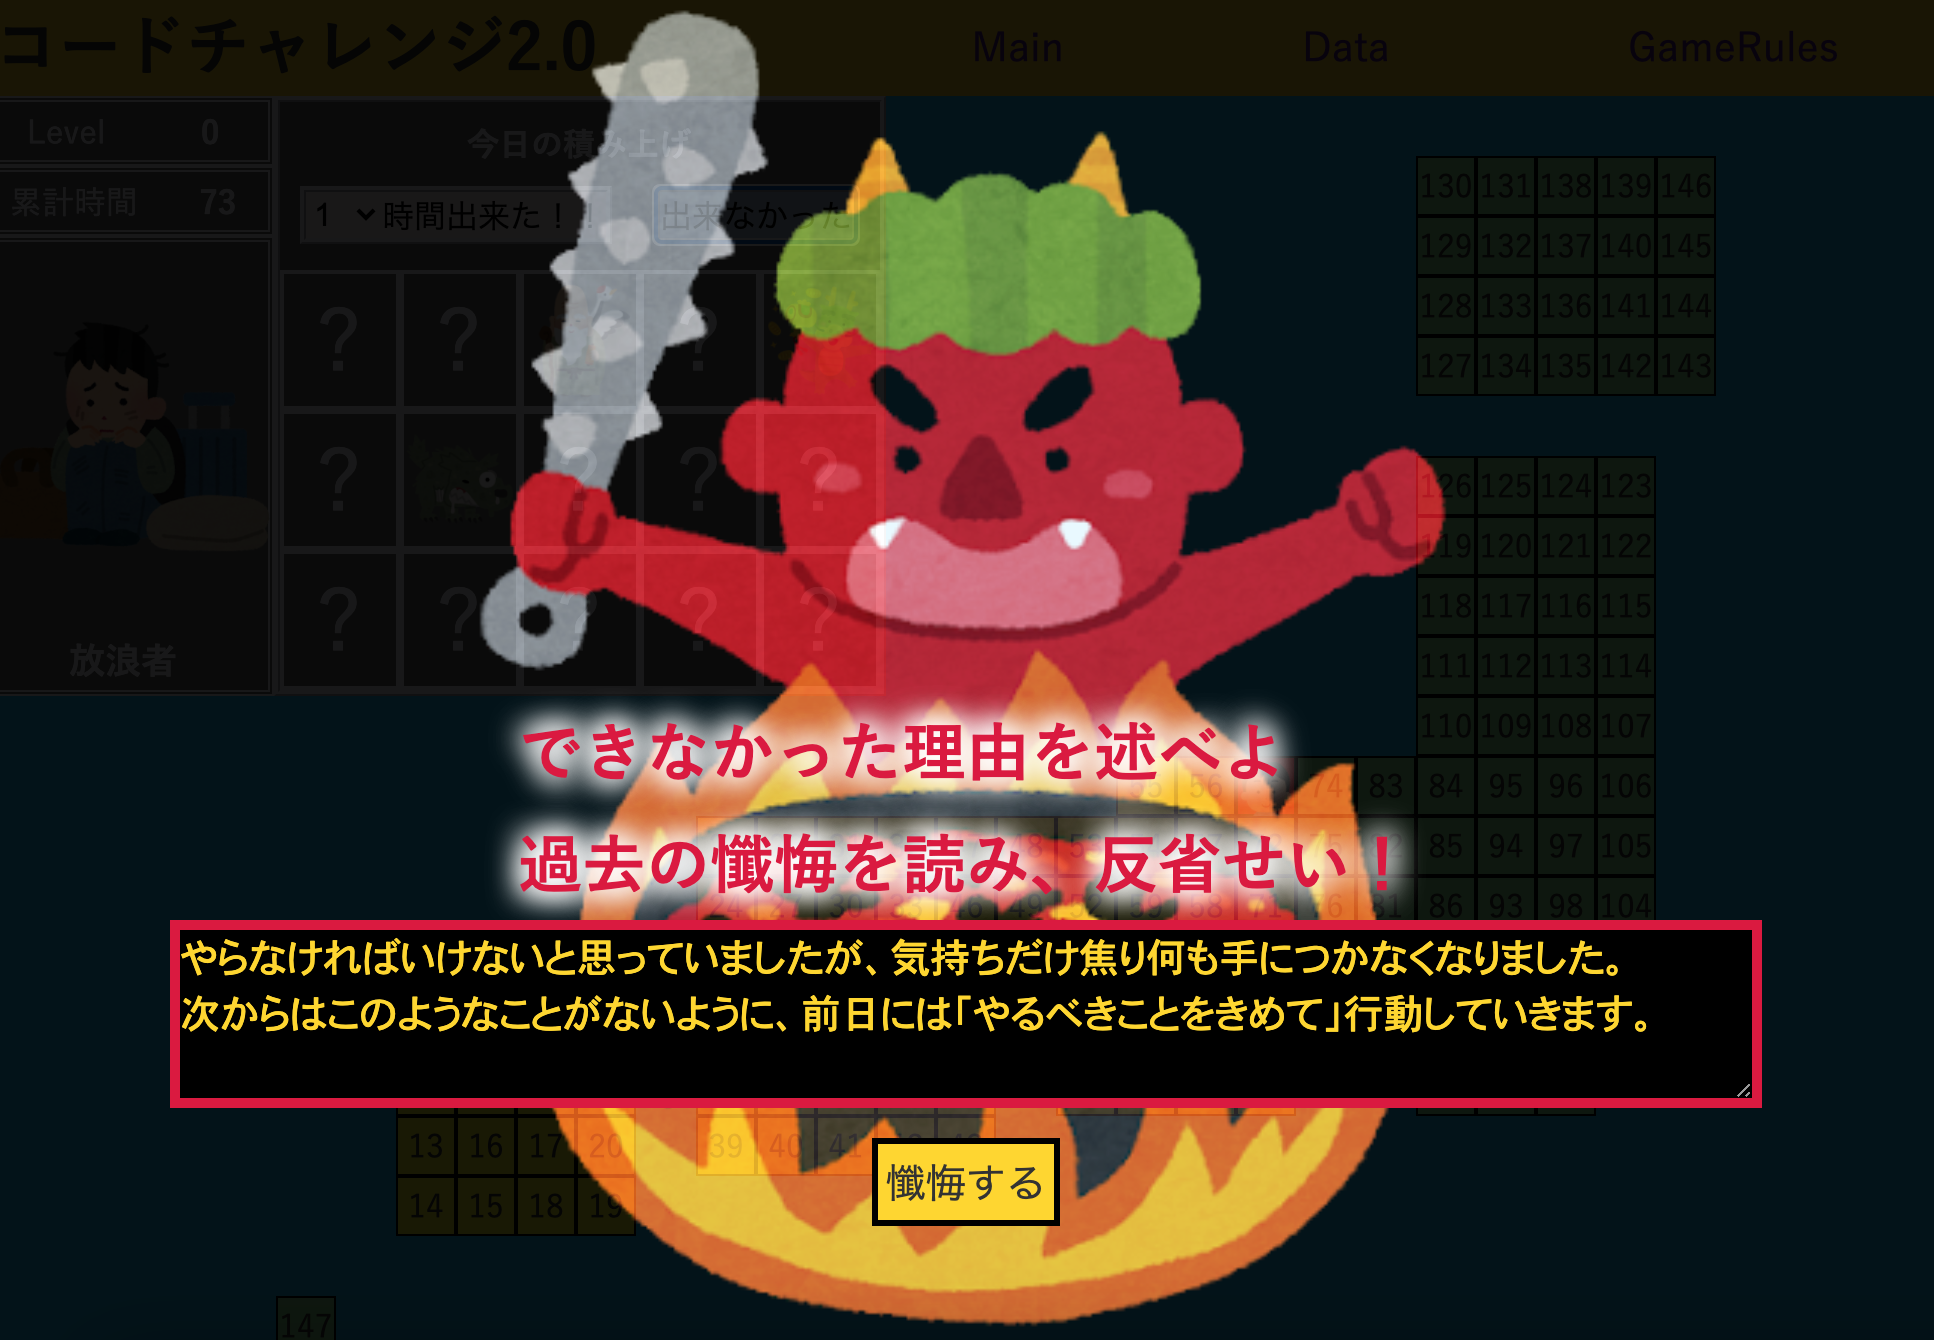 コードチャレンジ2.0
Main Data GameRules
Level 0
累計時間 73
今日の積み上げ
1 時間出来た！！ 出来なかった
? ? ?
? ? ? ?
? ? ? ? ?
放浪者
130 131 138 139 146
129 132 137 140 145
128 133 136 141 144
127 134 135 142 143
126 125 124 123
119 120 121 122
118 117 116 115
111 112 113 114
110 109 108 107
56 74 83 84 95 96 106
85 94 97 105
86 93 98 104
できなかった理由を述べよ
過去の懺悔を読み、反省せい！
やらなければいけないと思っていましたが、気持ちだけ焦り何も手につかなくなりました。
次からはこのようなことがないように、前日には「やるべきことをきめて」行動していきます。
13 16 17 20
39 40 41
懺悔する
14 15 18 19
147